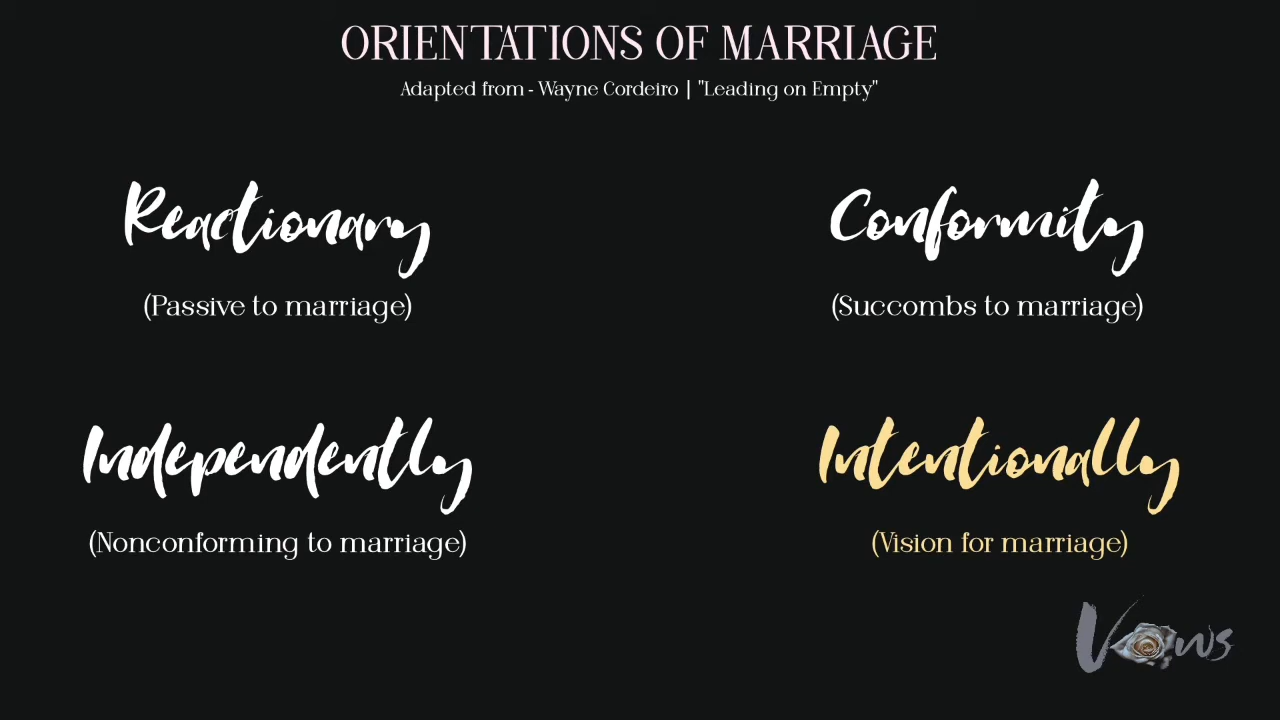 ORIENTATIONS OF MARRIAGE
Adapted from - Wayne Cordeiro | "Leading on Empty"
Reactionary
(Passive to marriage)
Conformity
(Succombs to marriage)
Independently
(Nonconforming to marriage)
Intentionally
(Vision for marriage)
Vows